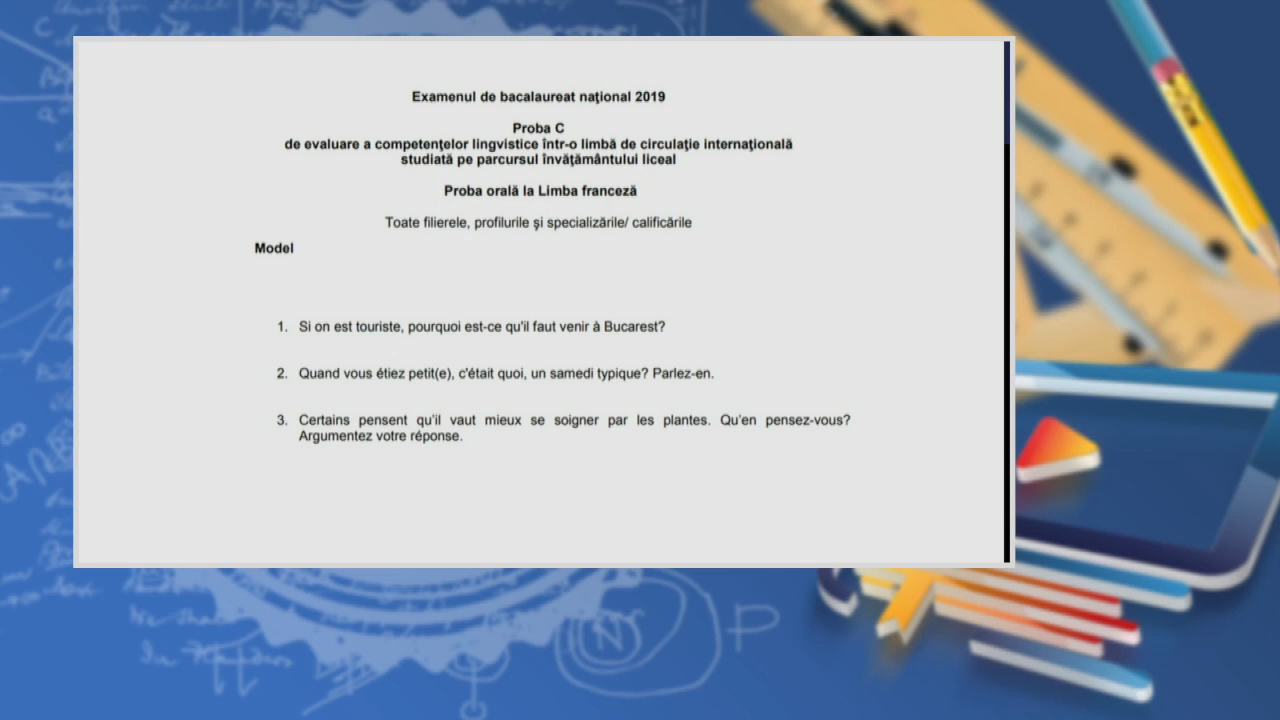 Examenul de bacalaureat naţional 2019
Proba C
de evaluare a competenţelor lingvistice într-o limbă de circulaţie internaţională
studiată pe parcursul învăţământului liceal
Proba orală la Limba franceză
Toate filierele, profilurile şi specializările/ calificările
Model
1. Si on est touriste, pourquoi est-ce qu'il faut venir à Bucarest?
2. Quand vous étiez petit(e), c'était quoi, un samedi typique? Parlez-en.
3. Certains pensent qu'il vaut mieux se soigner par les plantes. Qu'en pensez-vous?
Argumentez votre réponse.